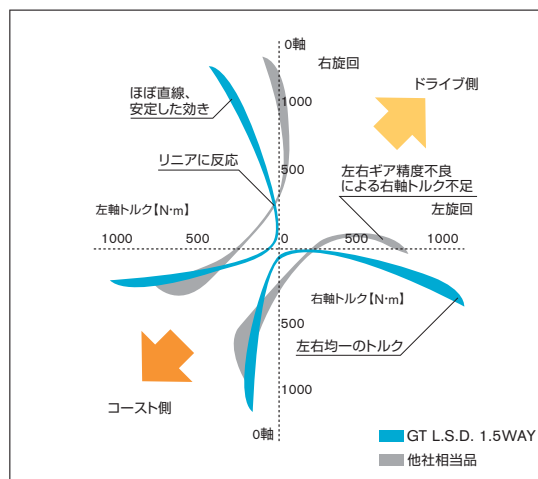 0軸
右旋回
ドライブ側
ほぼ直線、
安定した効き
1000
リニアに反応
500
左右ギア精度不良
による右軸トルク不足
左軸トルク【N・m】
左旋回
1000
500
0
500
1000
右軸トルク【N・m】
500
左右均一のトルク
1000
コースト側
0軸
GT L.S.D. 1.5WAY
他社相当品